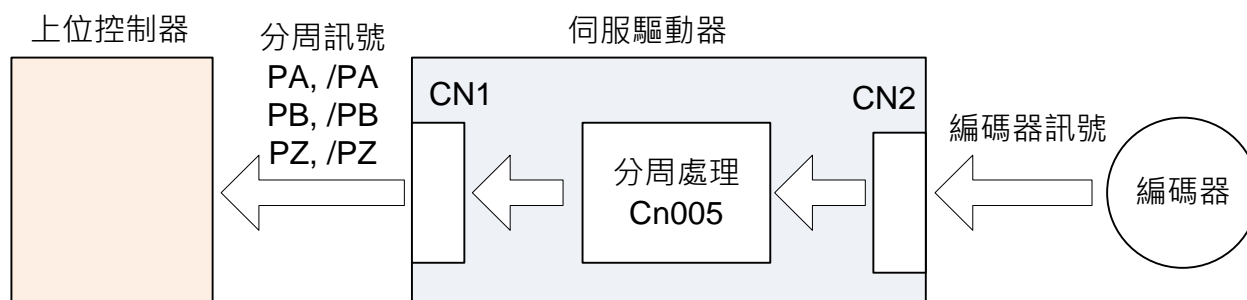 上位控制器
分周訊號
PA, /PA
PB, /PB
PZ, /PZ
伺服驅動器
CN1
分周處理
Cn005
CN2
編碼器訊號
編碼器